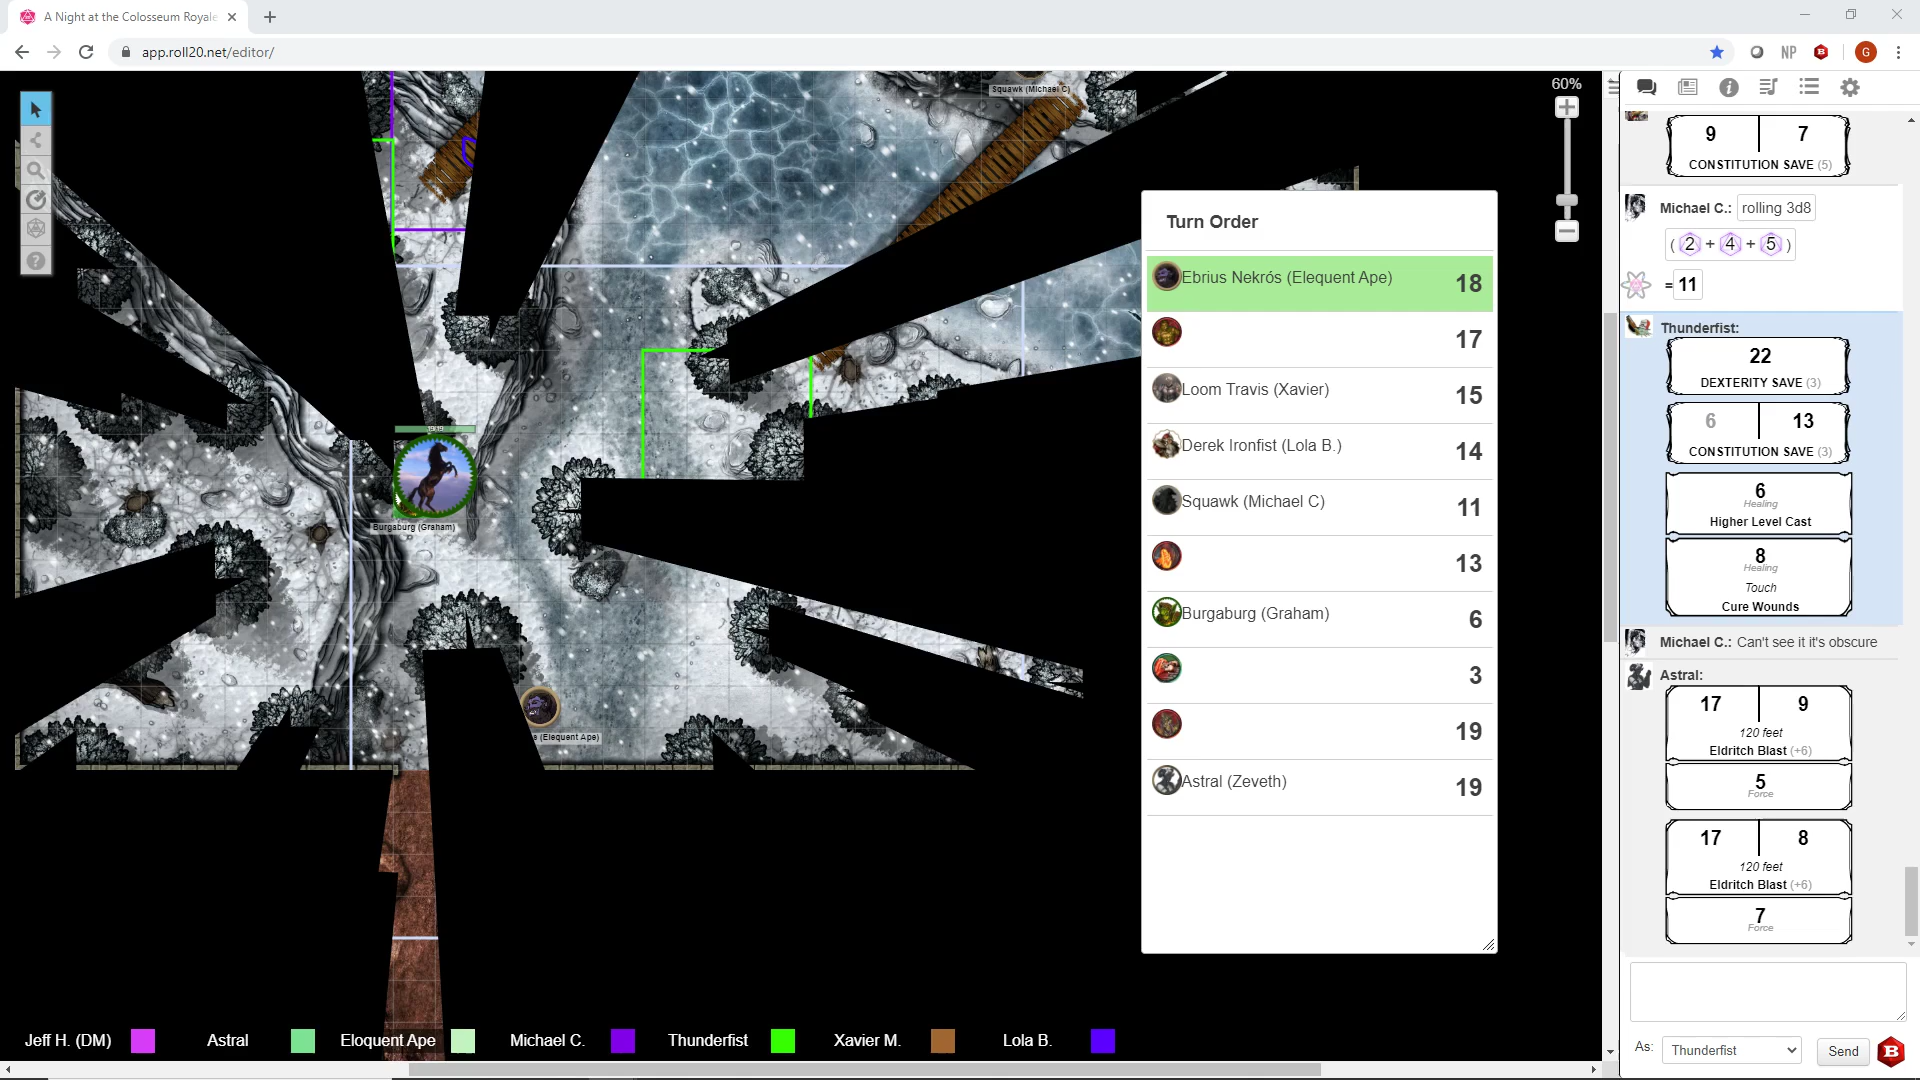 A Night at the Colosseum Royale
app.roll20.net/editor/
NP
G
60%
Squawk (Michael C)
19/19
Burgaburg (Graham)
s (Elequent Ape)
Turn Order
Ebrius Nekrós (Elequent Ape) 18
17
Loom Travis (Xavier) 15
Derek Ironfist (Lola B.) 14
Squawk (Michael C) 11
13
Burgaburg (Graham) 6
3
19
Astral (Zeveth) 19
9 7
CONSTITUTION SAVE (5)
Michael C.: rolling 3d8
(2+4+5)
=11
Thunderfist:
22
DEXTERITY SAVE (3)
6 13
CONSTITUTION SAVE (3)
6
Healing
Higher Level Cast
8
Healing
Touch
Cure Wounds
Michael C.: Can't see it it's obscure
Astral:
17 9
120 feet
Eldritch Blast (+6)
5
Force
17 8
120 feet
Eldritch Blast (+6)
7
Force
As: Thunderfist Send B
Jeff H. (DM) Astral Eloquent Ape Michael C. Thunderfist Xavier M. Lola B.